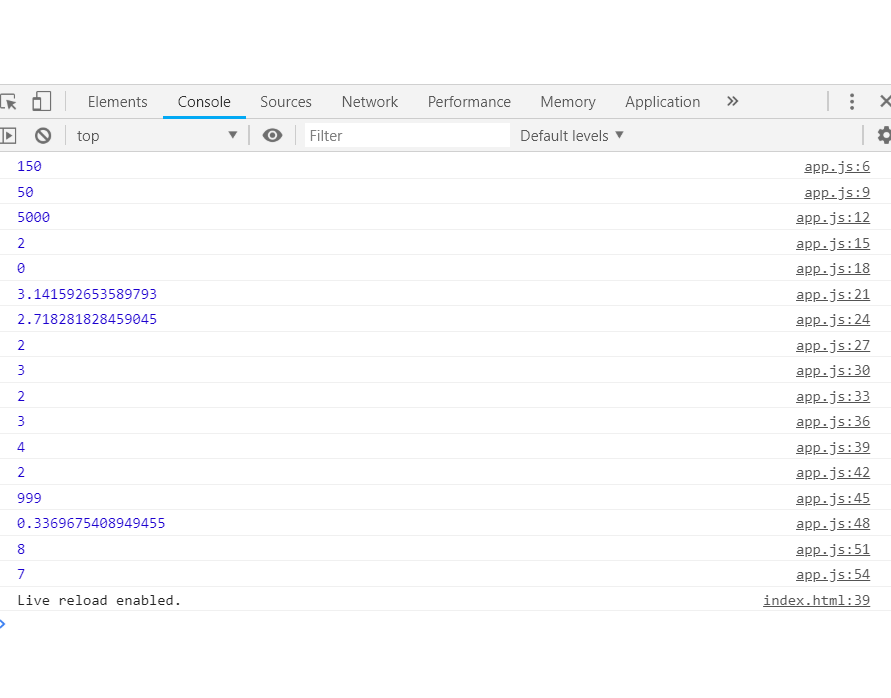 Elements Console Sources Network Performance Memory Application »
top Filter Default levels
150 app.js:6
50 app.js:9
5000 app.js:12
2 app.js:15
0 app.js:18
3.141592653589793 app.js:21
2.718281828459045 app.js:24
2 app.js:27
3 app.js:30
2 app.js:33
3 app.js:36
4 app.js:39
2 app.js:42
999 app.js:45
0.3369675408949455 app.js:48
8 app.js:51
7 app.js:54
Live reload enabled. index.html:39